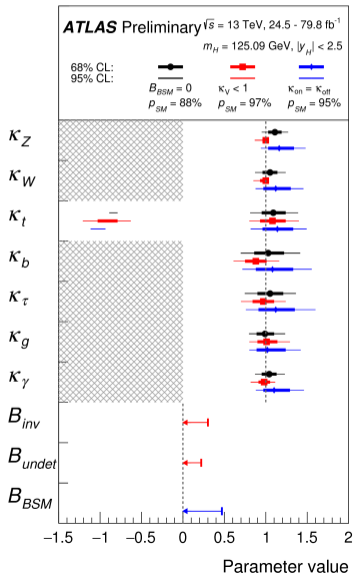 ATLAS Preliminary √s = 13 TeV, 24.5 - 79.8 fb⁻¹
m_H = 125.09 GeV, |y_H| < 2.5
68% CL:
95% CL:
B_BSM = 0 κ_V < 1 κ_on = κ_off
p_SM = 88% p_SM = 97% p_SM = 95%
κ_Z
κ_W
κ_t
κ_b
κ_τ
κ_g
κ_γ
B_inv
B_undet
B_BSM
−1.5 −1 −0.5 0 0.5 1 1.5 2
Parameter value